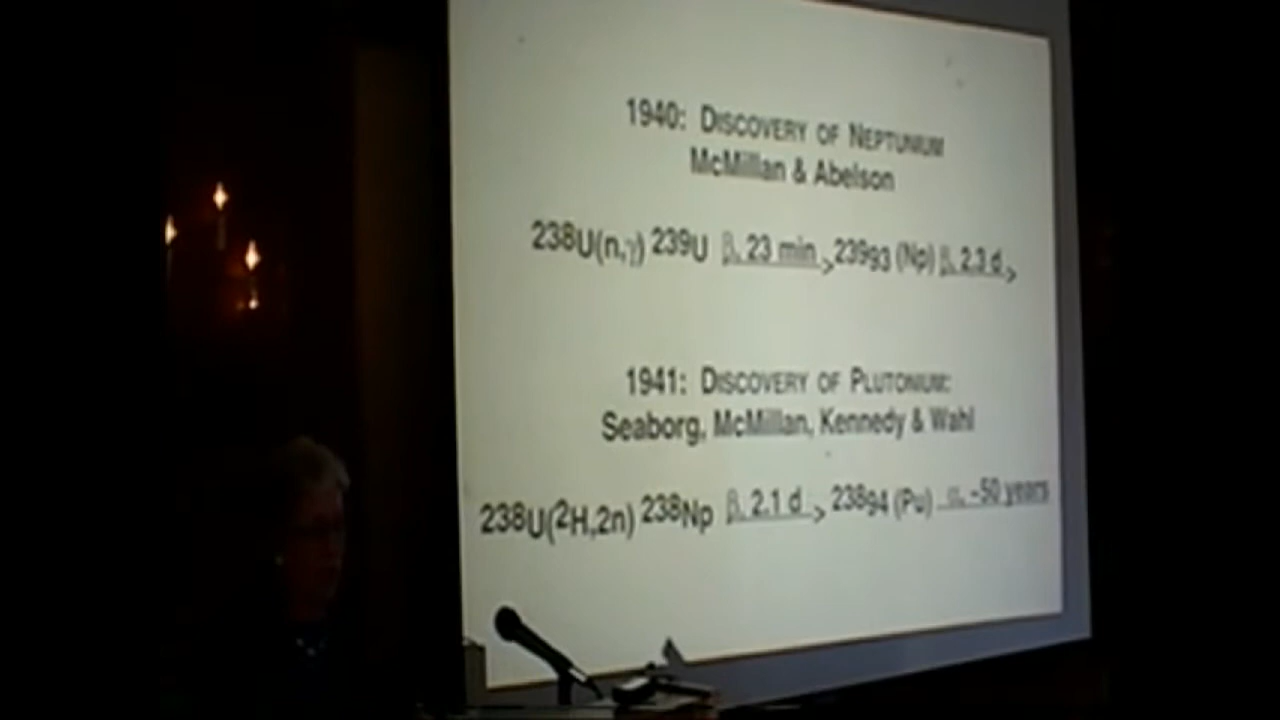 1940: DISCOVERY OF NEPTUNIUM
McMillan & Abelson
238U(n,γ) 239U β, 23 min > 23993 (Np) β, 2.3 d >
1941: DISCOVERY OF PLUTONIUM:
Seaborg, McMillan, Kennedy & Wahl
238U(2H,2n) 238Np β, 2.1 d > 23894 (Pu) α, ~50 years